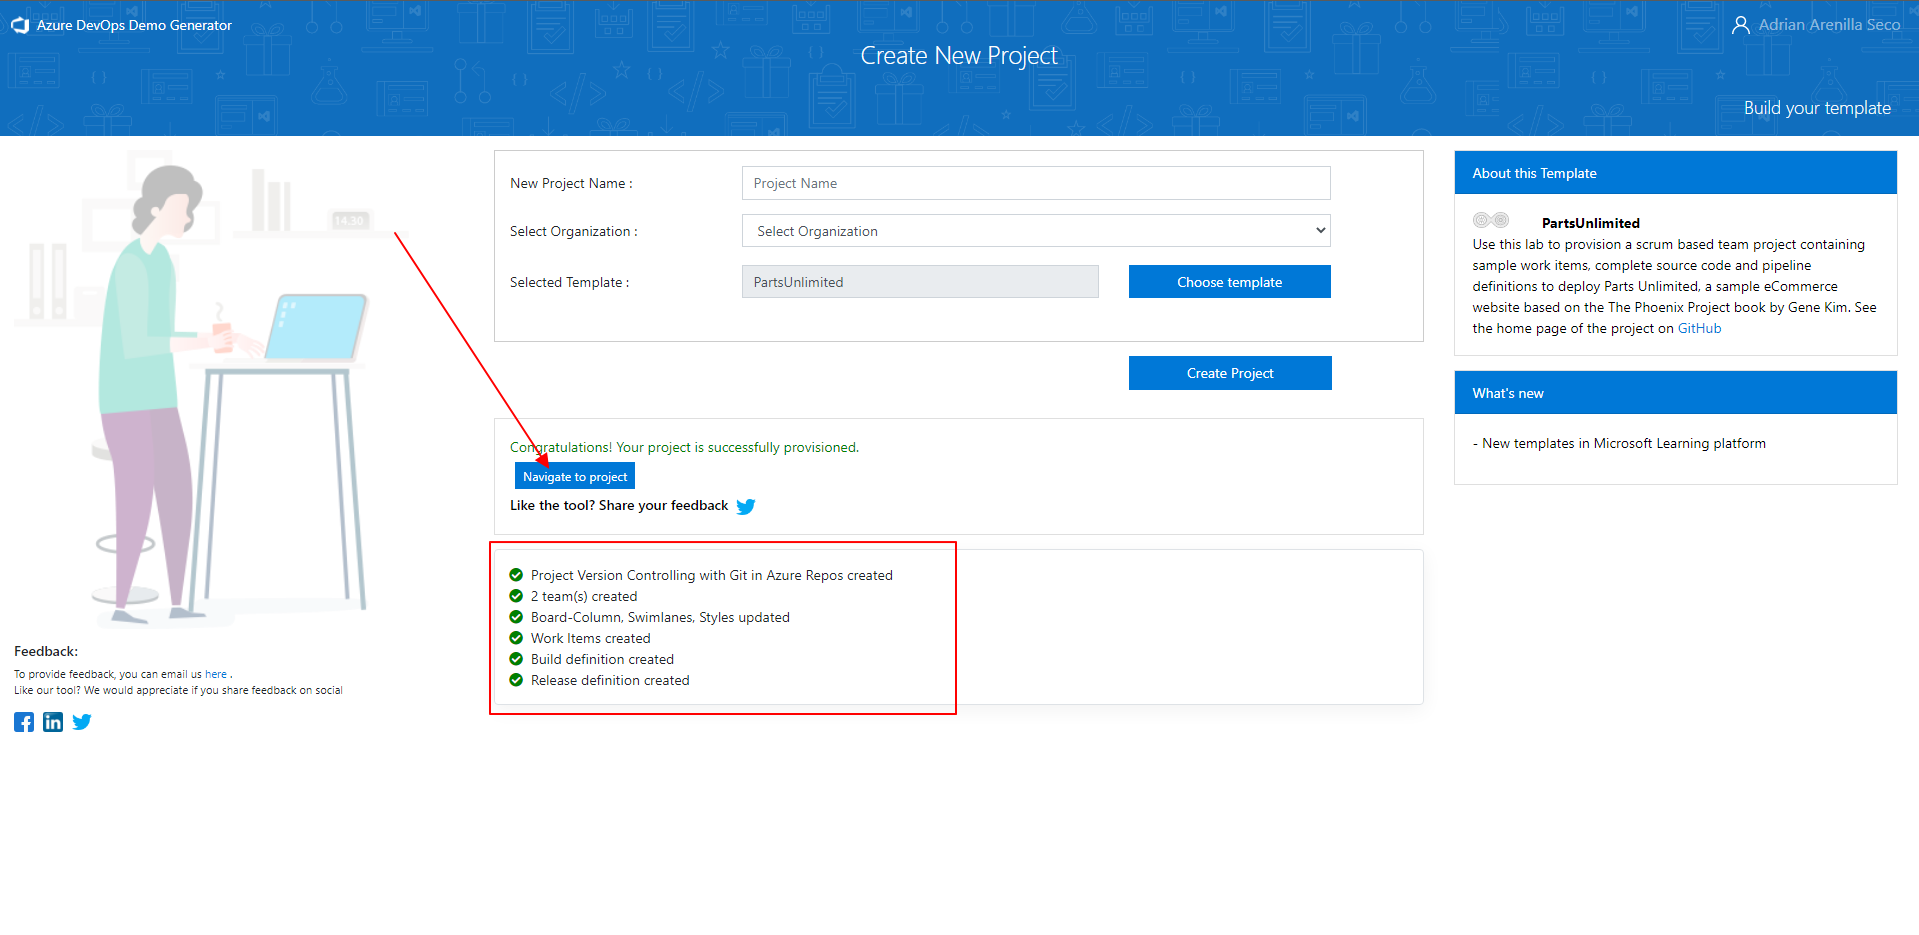 Azure DevOps Demo Generator
Adrian Arenilla Seco
Create New Project
Build your template
14.30
New Project Name :
Project Name
Select Organization :
Select Organization
Selected Template :
PartsUnlimited
Choose template
Create Project
Congratulations! Your project is successfully provisioned.
Navigate to project
Like the tool? Share your feedback
Project Version Controlling with Git in Azure Repos created
2 team(s) created
Board-Column, Swimlanes, Styles updated
Work Items created
Build definition created
Release definition created
About this Template
PartsUnlimited
Use this lab to provision a scrum based team project containing
sample work items, complete source code and pipeline
definitions to deploy Parts Unlimited, a sample eCommerce
website based on the The Phoenix Project book by Gene Kim. See
the home page of the project on GitHub
What's new
- New templates in Microsoft Learning platform
Feedback:
To provide feedback, you can email us here .
Like our tool? We would appreciate if you share feedback on social